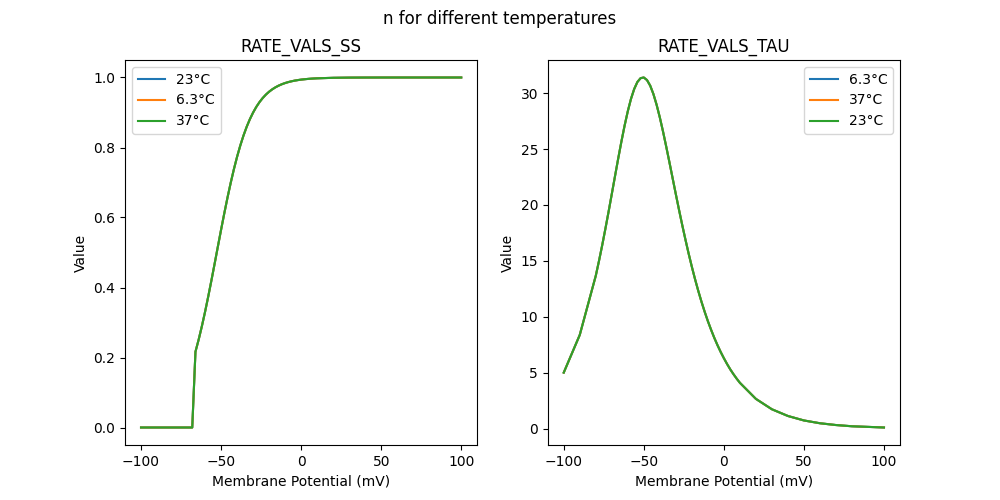 n for different temperatures
RATE_VALS_SS
RATE_VALS_TAU
Value
1.0
0.8
0.6
0.4
0.2
0.0
23°C
6.3°C
37°C
−100
−50
0
50
100
Membrane Potential (mV)
Value
30
25
20
15
10
5
0
6.3°C
37°C
23°C
−100
−50
0
50
100
Membrane Potential (mV)